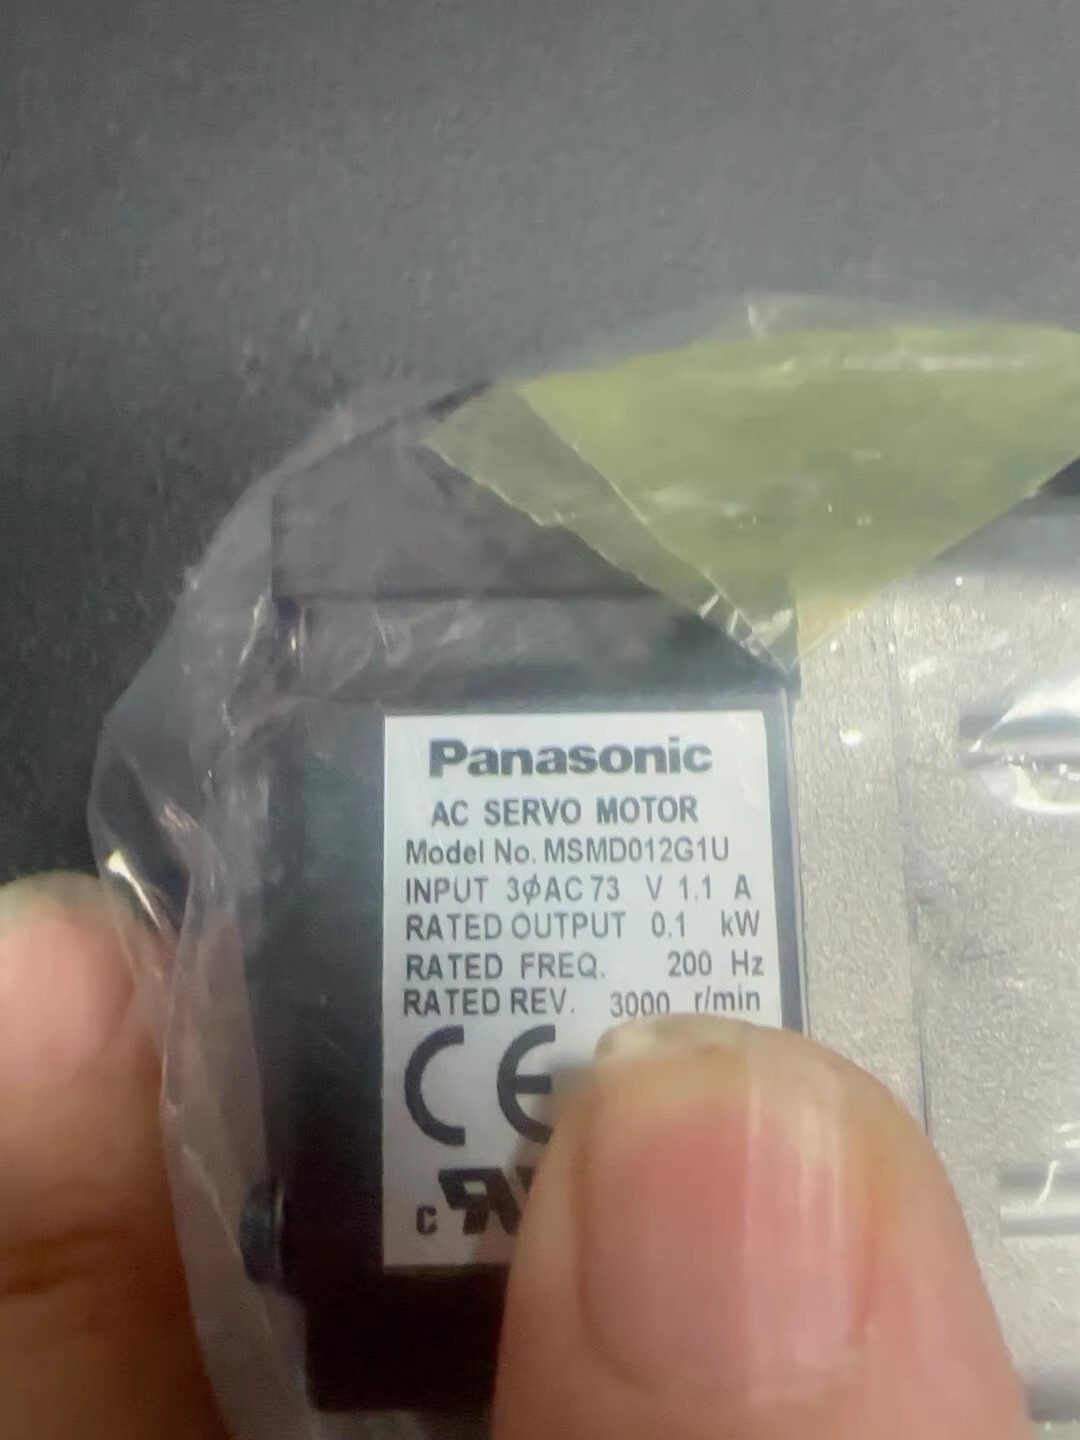 Panasonic
AC SERVO MOTOR
Model No. MSMD012G1U
INPUT 3ϕAC 73 V 1.1 A
RATED OUTPUT 0.1 kW
RATED FREQ. 200 Hz
RATED REV. 3000 r/min
CE
c